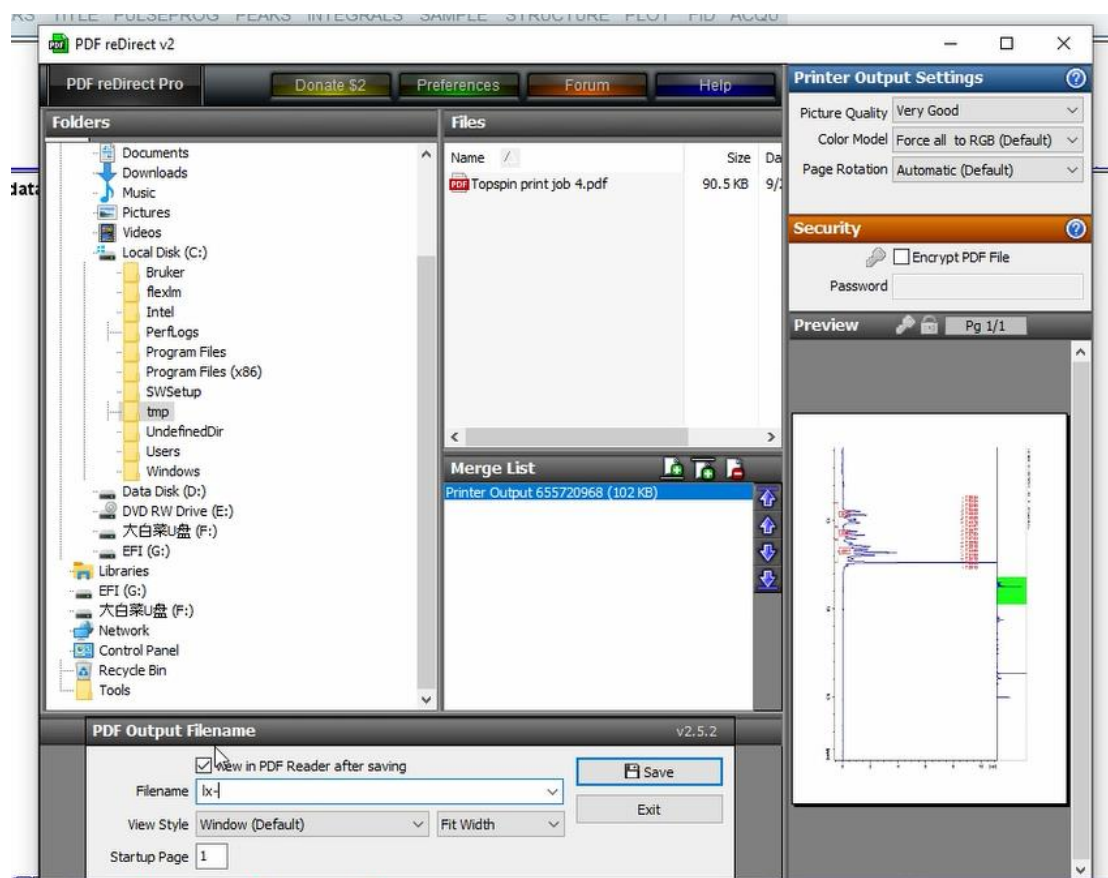 TITLE PULSEPROG PEAKS INTEGRALS SAMPLE STRUCTURE PLOT FID ACQU
PDF reDirect v2
PDF reDirect Pro
Donate $2
Preferences
Forum
Help
Printer Output Settings
Picture Quality Very Good
Color Model Force all to RGB (Default)
Page Rotation Automatic (Default)
Security
Encrypt PDF File
Password
Preview
Pg 1/1
Folders
Documents
Downloads
Music
Pictures
Videos
Local Disk (C:)
Bruker
flexlm
Intel
PerfLogs
Program Files
Program Files (x86)
SWSetup
tmp
UndefinedDir
Users
Windows
Data Disk (D:)
DVD RW Drive (E:)
大白菜U盘 (F:)
EFI (G:)
Libraries
EFI (G:)
大白菜U盘 (F:)
Network
Control Panel
Recycle Bin
Tools
Files
Name / Size Da
Topspin print job 4.pdf 90.5 KB 9/
Merge List
Printer Output 655720968 (102 KB)
PDF Output Filename v2.5.2
View in PDF Reader after saving
Filename lx-
View Style Window (Default) Fit Width
Startup Page 1
Save
Exit
data